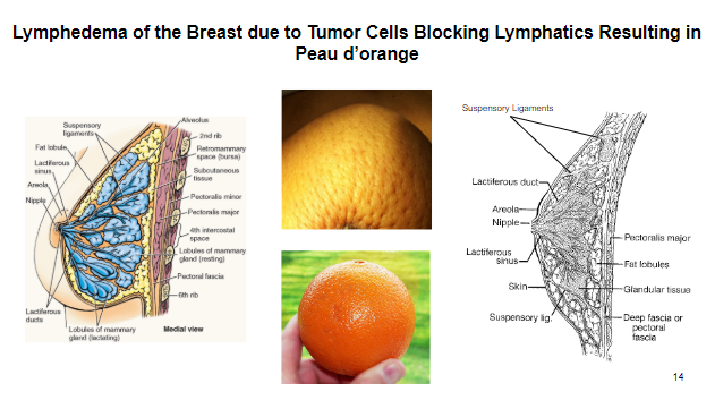 Lymphedema of the Breast due to Tumor Cells Blocking Lymphatics Resulting in
Peau d’orange
Suspensory
ligaments
Fat lobule
Lactiferous
sinus
Areola
Nipple
Lactiferous
ducts
Lobules of mammary
gland (lactating)
Alveolus
2nd rib
Retromammary
space (bursa)
Subcutaneous
tissue
Pectoralis minor
Pectoralis major
4th intercostal
space
Lobules of mammary
gland (resting)
Pectoral fascia
6th rib
Medial view
Suspensory Ligaments
Lactiferous duct
Areola
Nipple
Lactiferous
sinus
Skin
Suspensory lig.
Pectoralis major
Fat lobules
Glandular tissue
Deep fascia or
pectoral
fascia
14